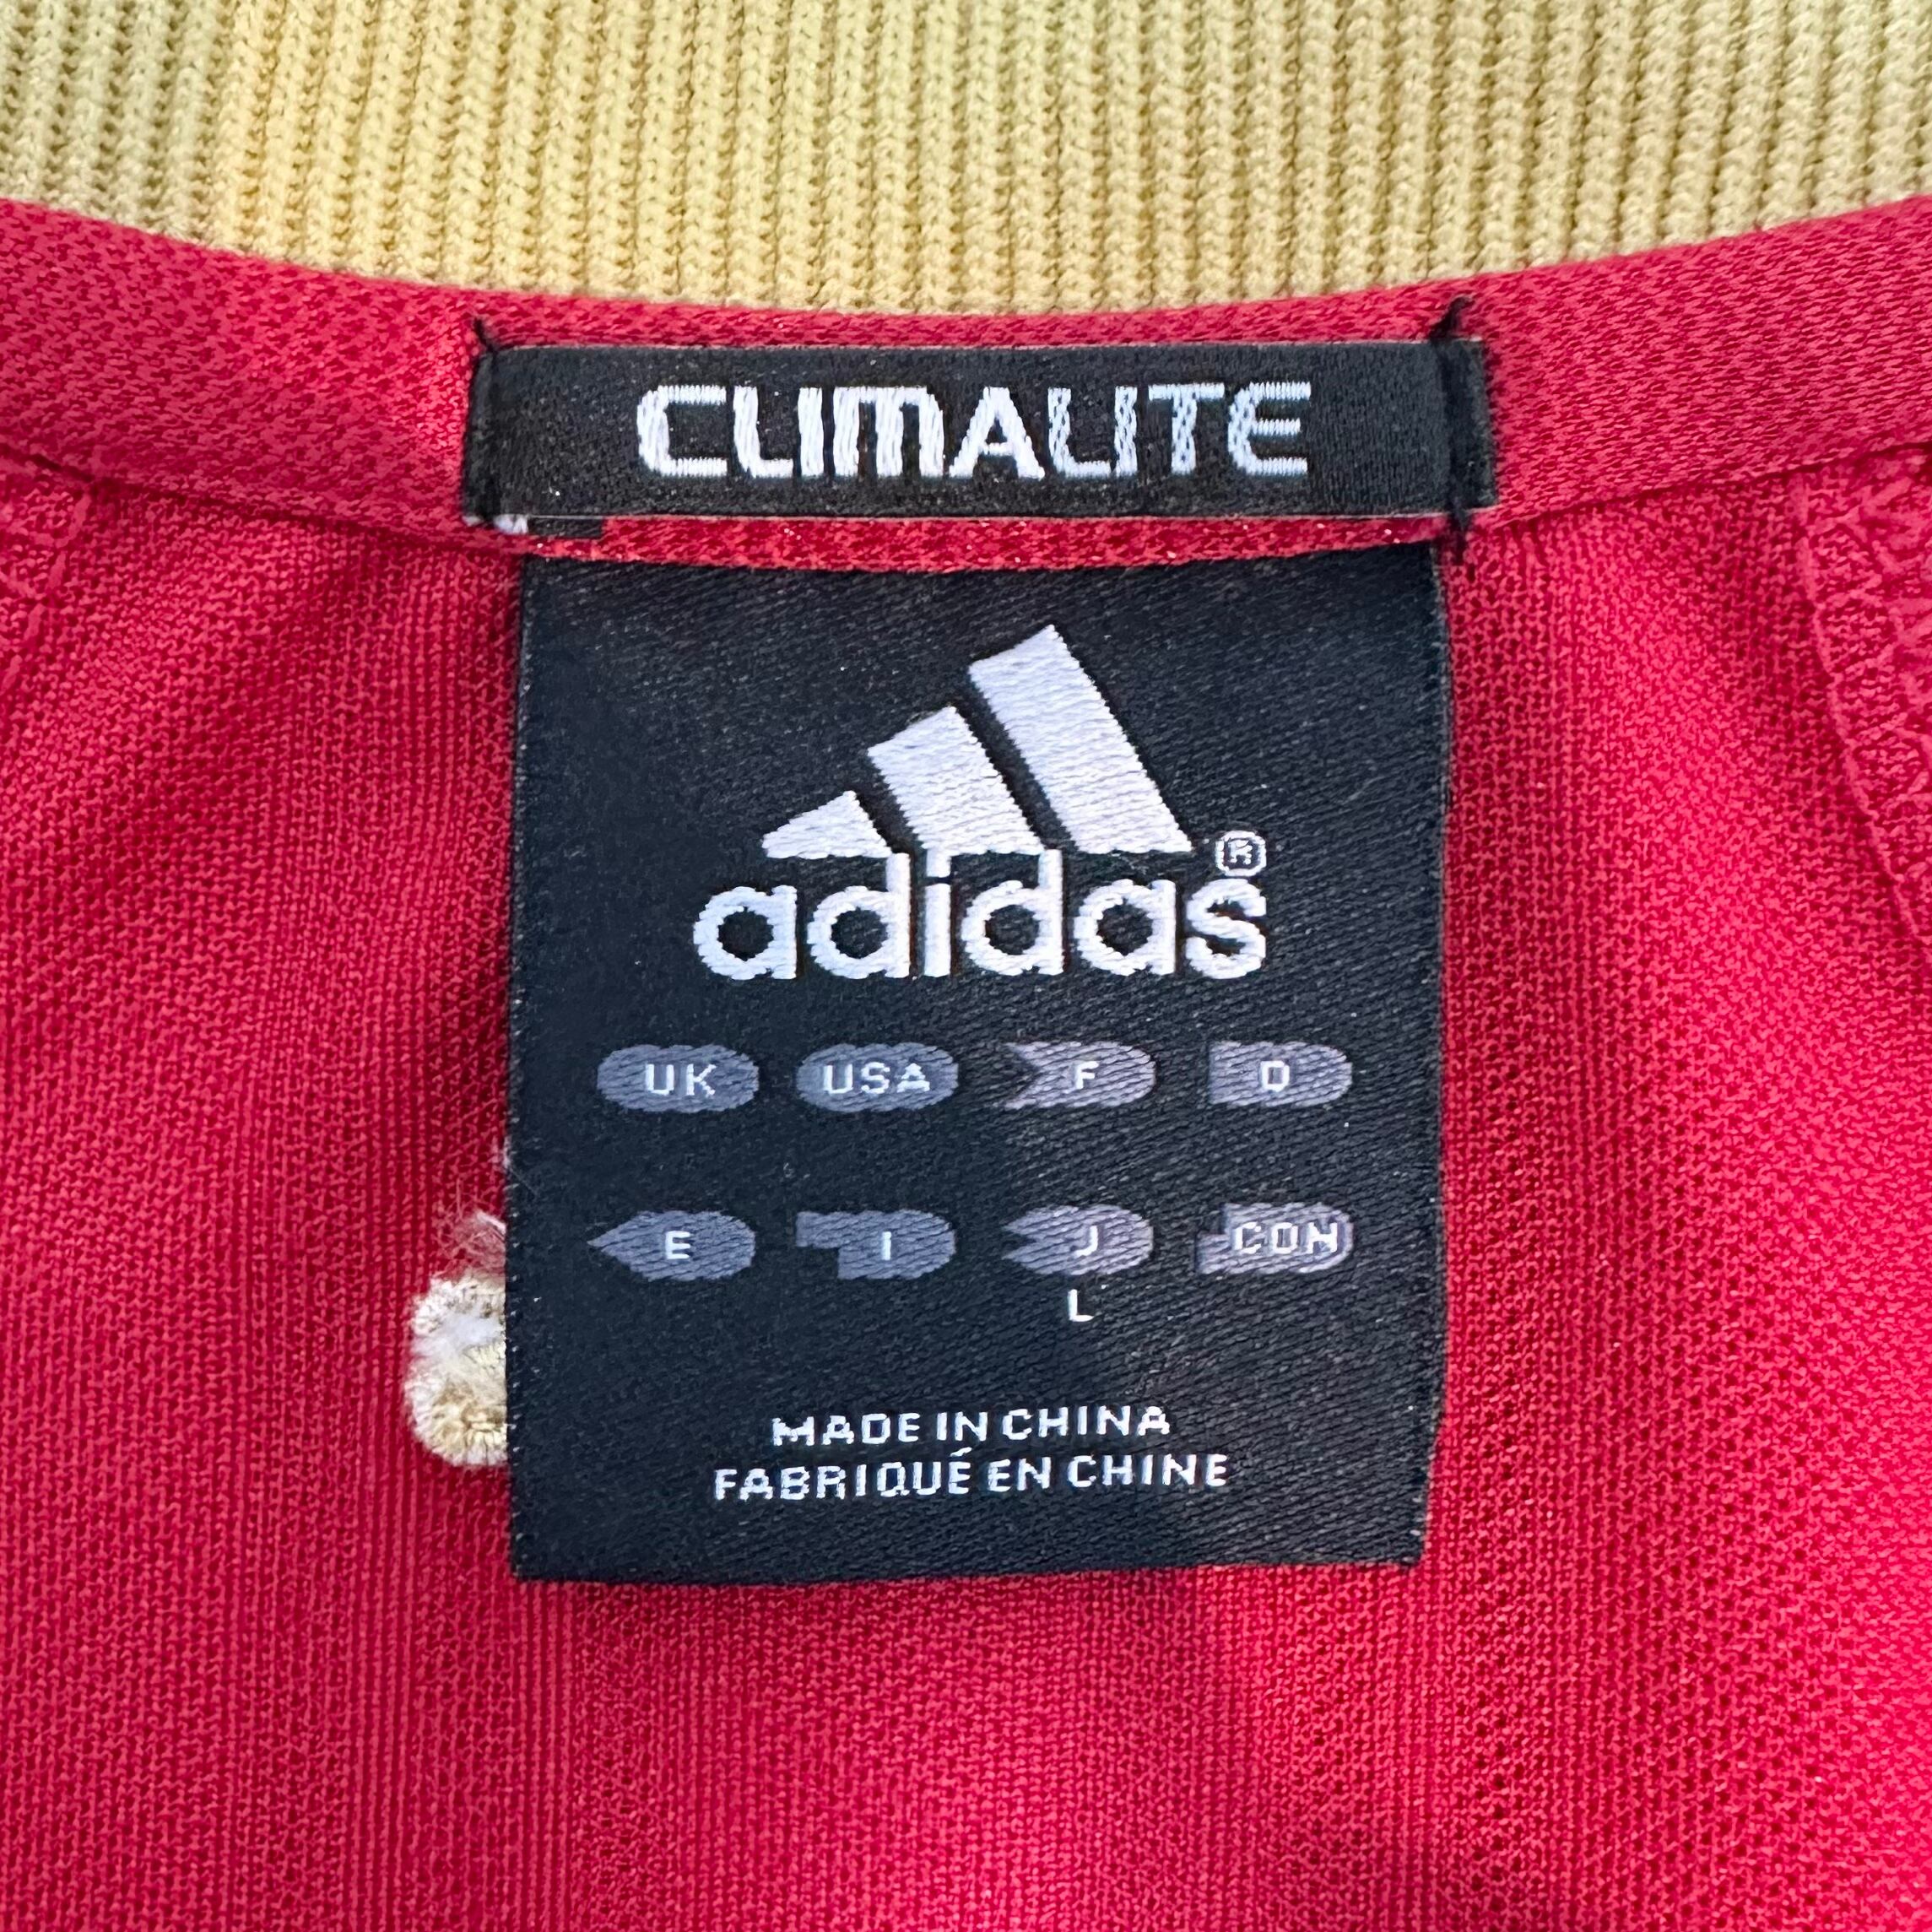 CLIMALITE
adidas®
UK USA F D
E I J CON
L
MADE IN CHINA
FABRIQUÉ EN CHINE